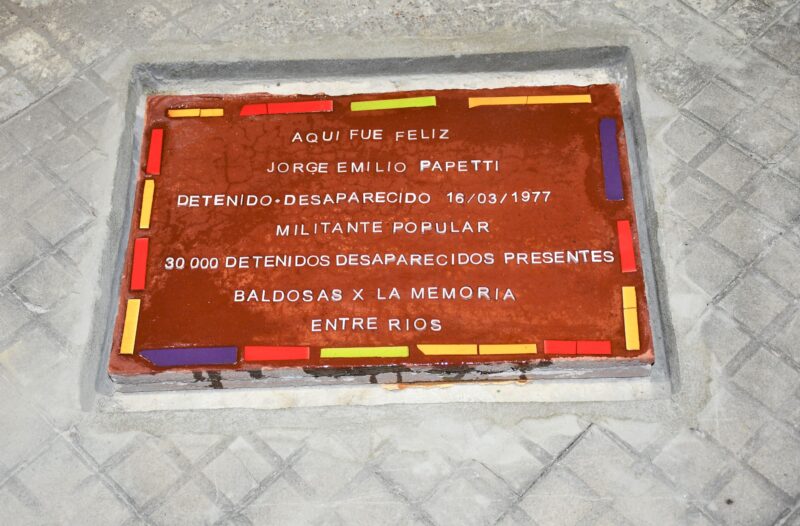 AQUI FUE FELIZ
JORGE EMILIO PAPETTI
DETENIDO-DESAPARECIDO 16/03/1977
MILITANTE POPULAR
30 000 DETENIDOS DESAPARECIDOS PRESENTES
BALDOSAS X LA MEMORIA
ENTRE RIOS